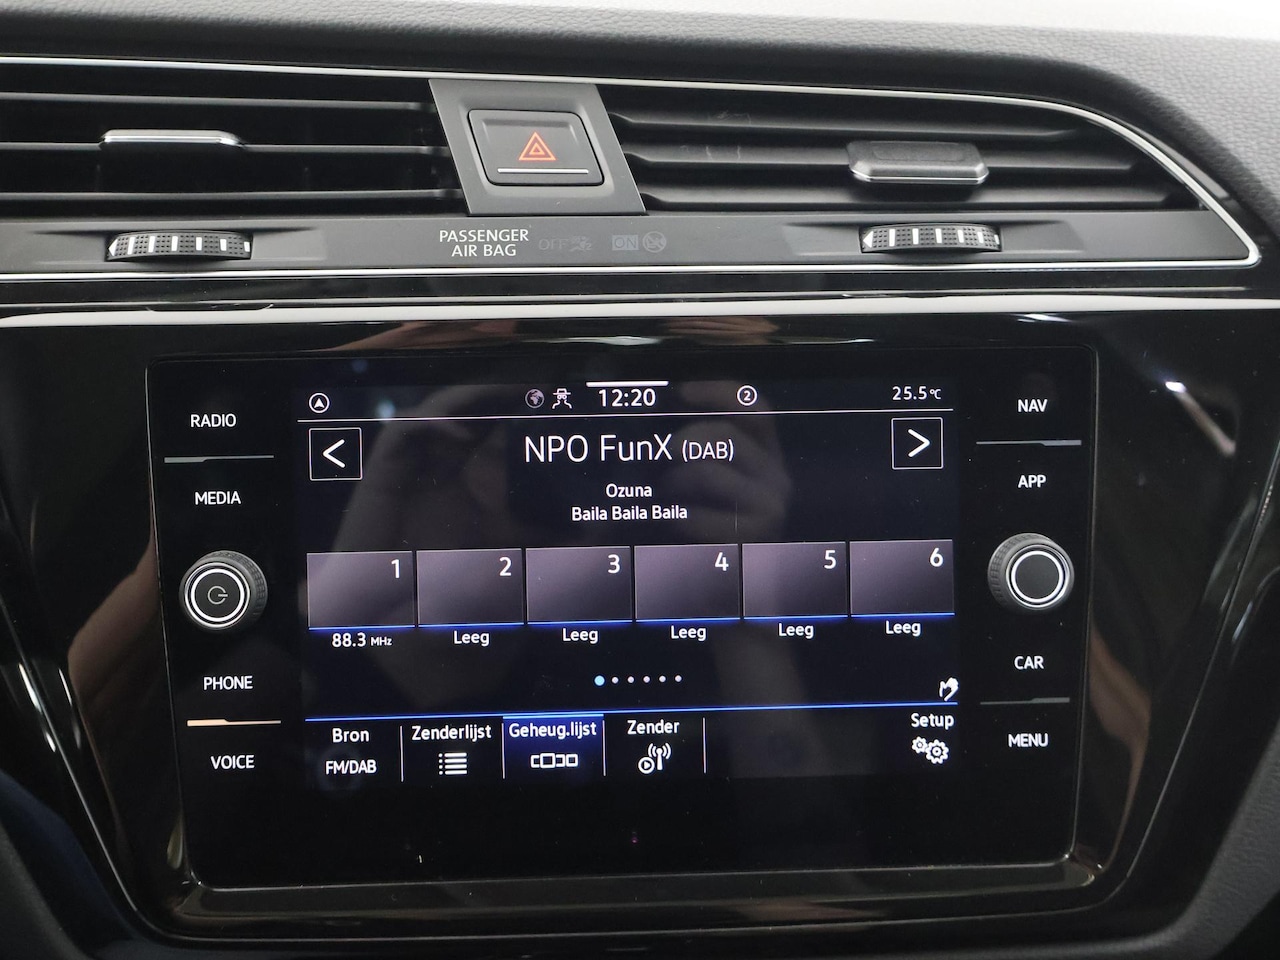 PASSENGER
AIR BAG OFF ON
12:20 2 25.5°C
RADIO
MEDIA
PHONE
VOICE
NPO FunX (DAB)
Ozuna
Baila Baila Baila
1 2 3 4 5 6
88.3 MHz Leeg Leeg Leeg Leeg Leeg
Bron Zenderlijst Geheug.lijst Zender Setup
FM/DAB
NAV
APP
CAR
MENU